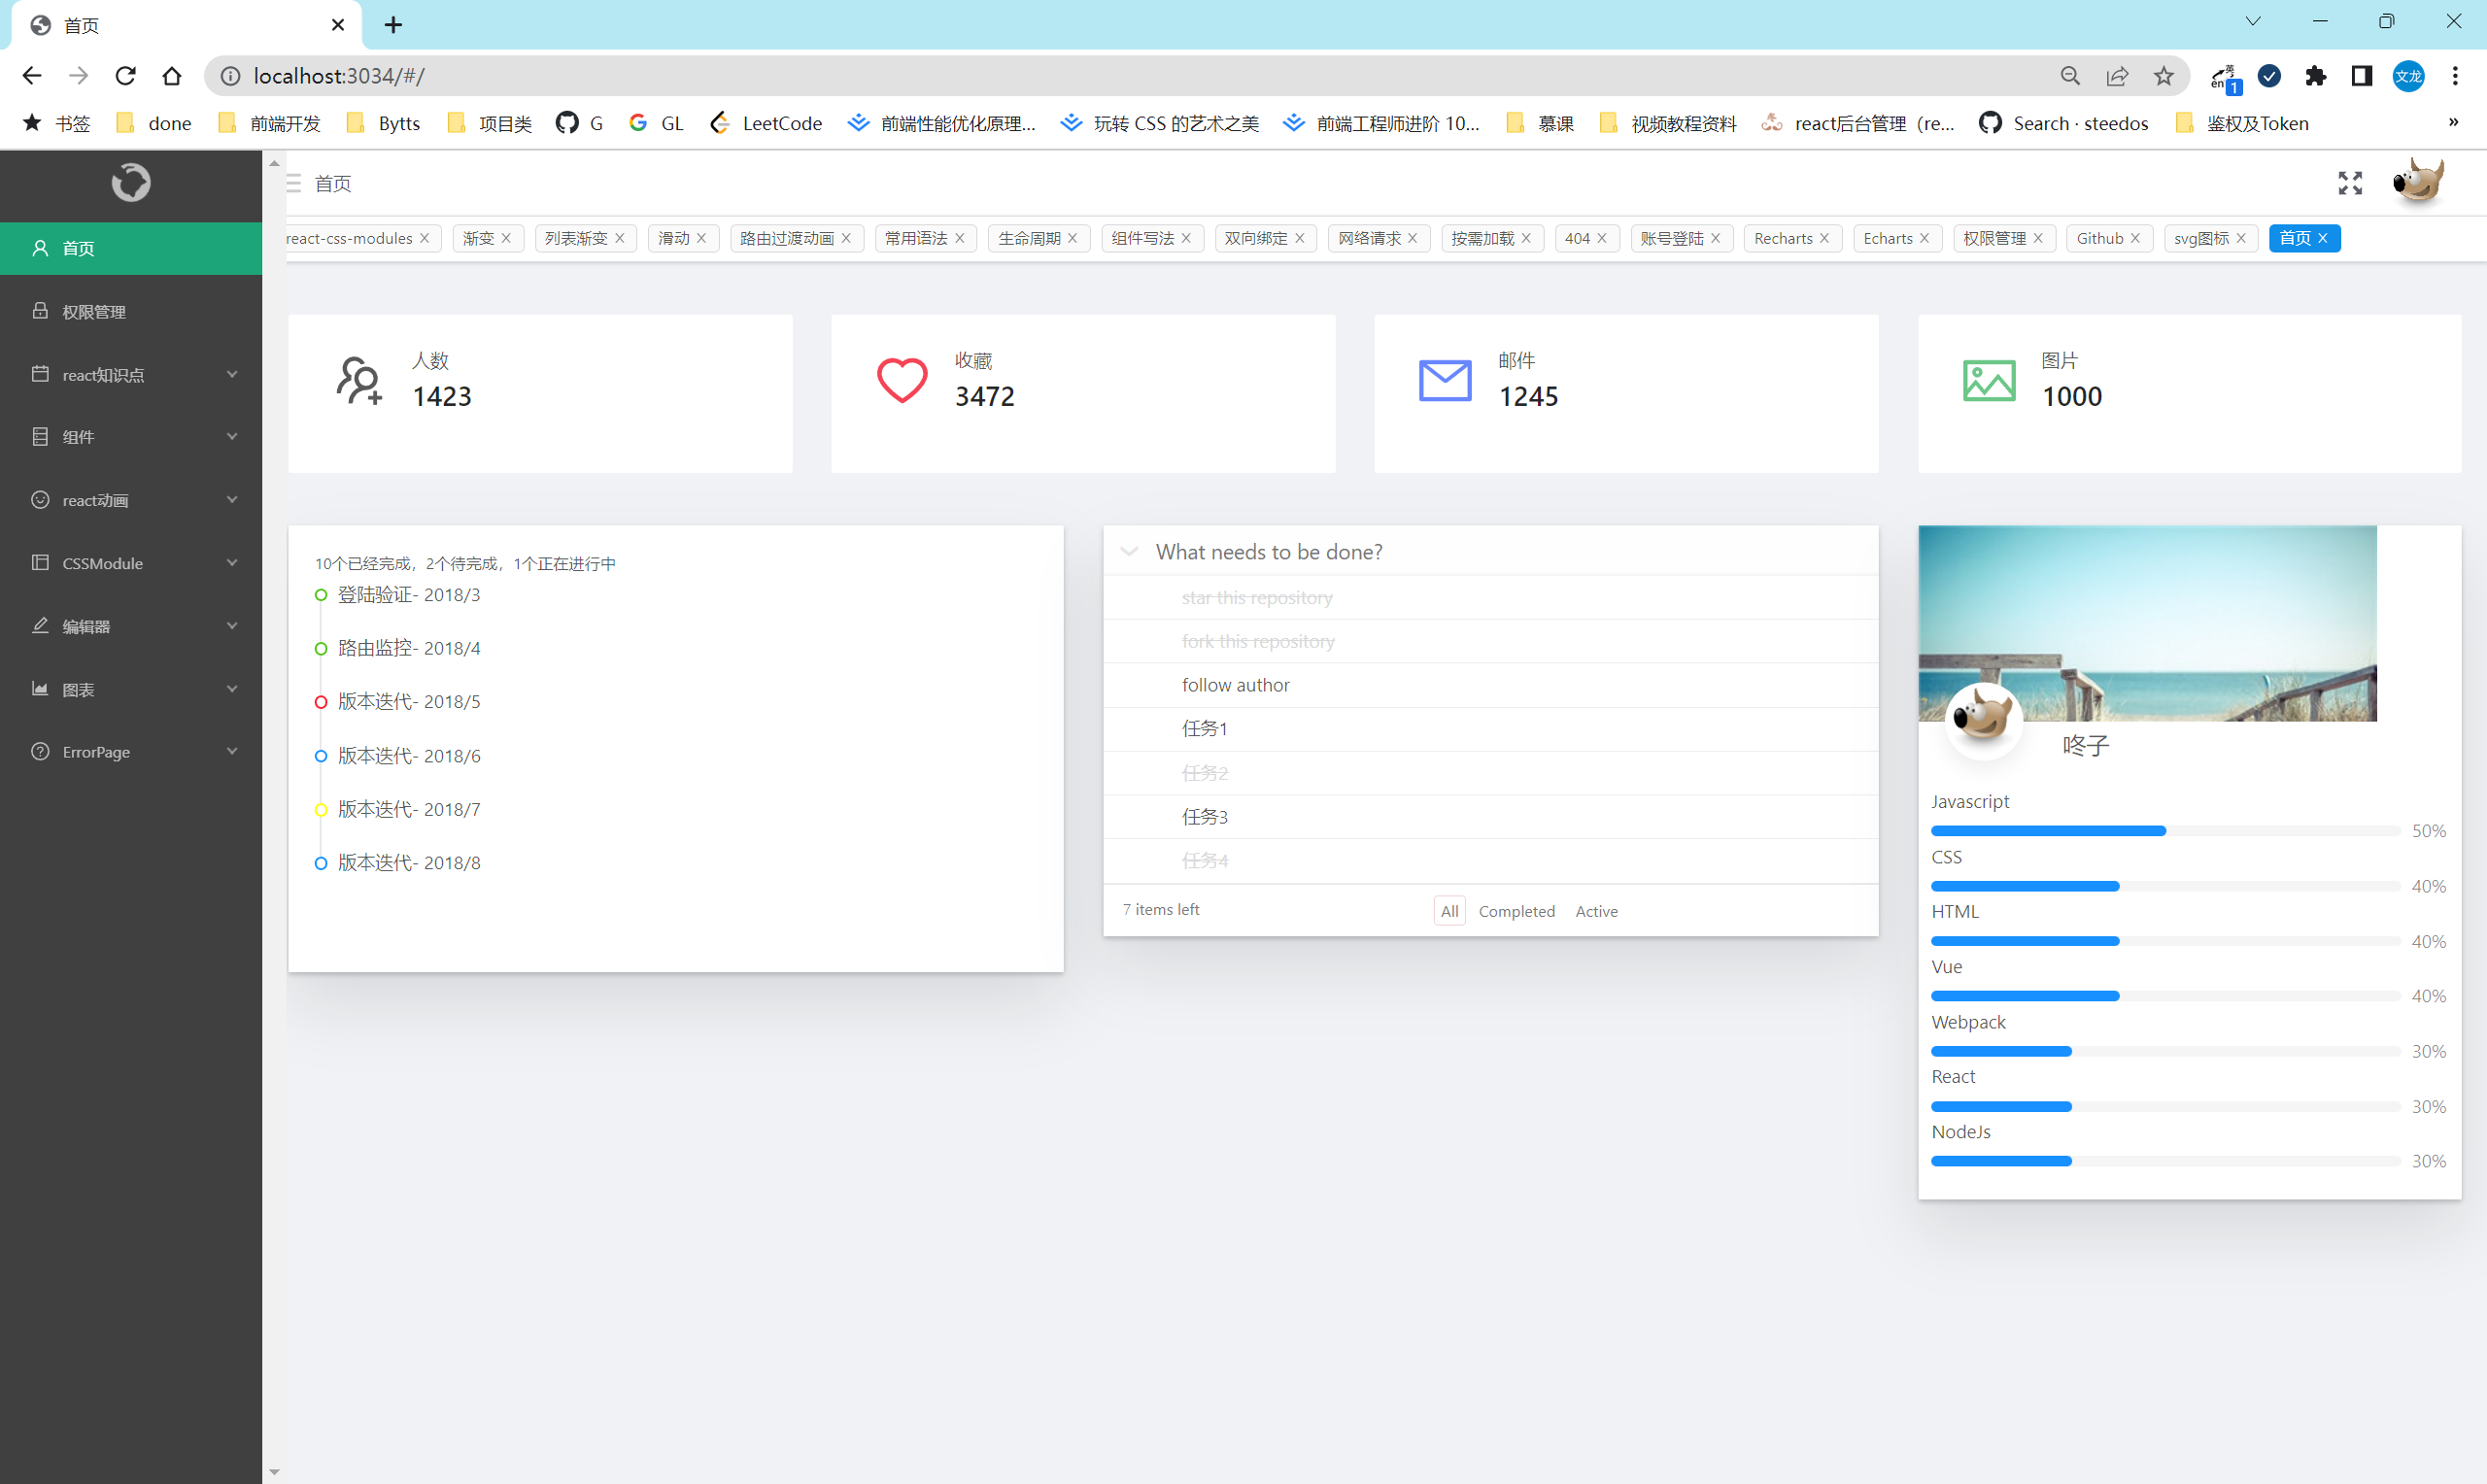 首页
localhost:3034/#/
书签 done 前端开发 Bytts 项目类 G GL LeetCode 前端性能优化原理... 玩转 CSS 的艺术之美 前端工程师进阶 10... 慕课 视频教程资料 react后台管理（re... Search · steedos 鉴权及Token »
英 en 1 文龙
首页
react-css-modules 渐变 列表渐变 滑动 路由过渡动画 常用语法 生命周期 组件写法 双向绑定 网络请求 按需加载 404 账号登陆 Recharts Echarts 权限管理 Github svg图标 首页
首页
权限管理
react知识点
组件
react动画
CSSModule
编辑器
图表
ErrorPage
人数
1423
收藏
3472
邮件
1245
图片
1000
10个已经完成，2个待完成，1个正在进行中
登陆验证- 2018/3
路由监控- 2018/4
版本迭代- 2018/5
版本迭代- 2018/6
版本迭代- 2018/7
版本迭代- 2018/8
What needs to be done?
star this repository
fork this repository
follow author
任务1
任务2
任务3
任务4
7 items left All Completed Active
咚子
Javascript
50%
CSS
40%
HTML
40%
Vue
40%
Webpack
30%
React
30%
NodeJs
30%